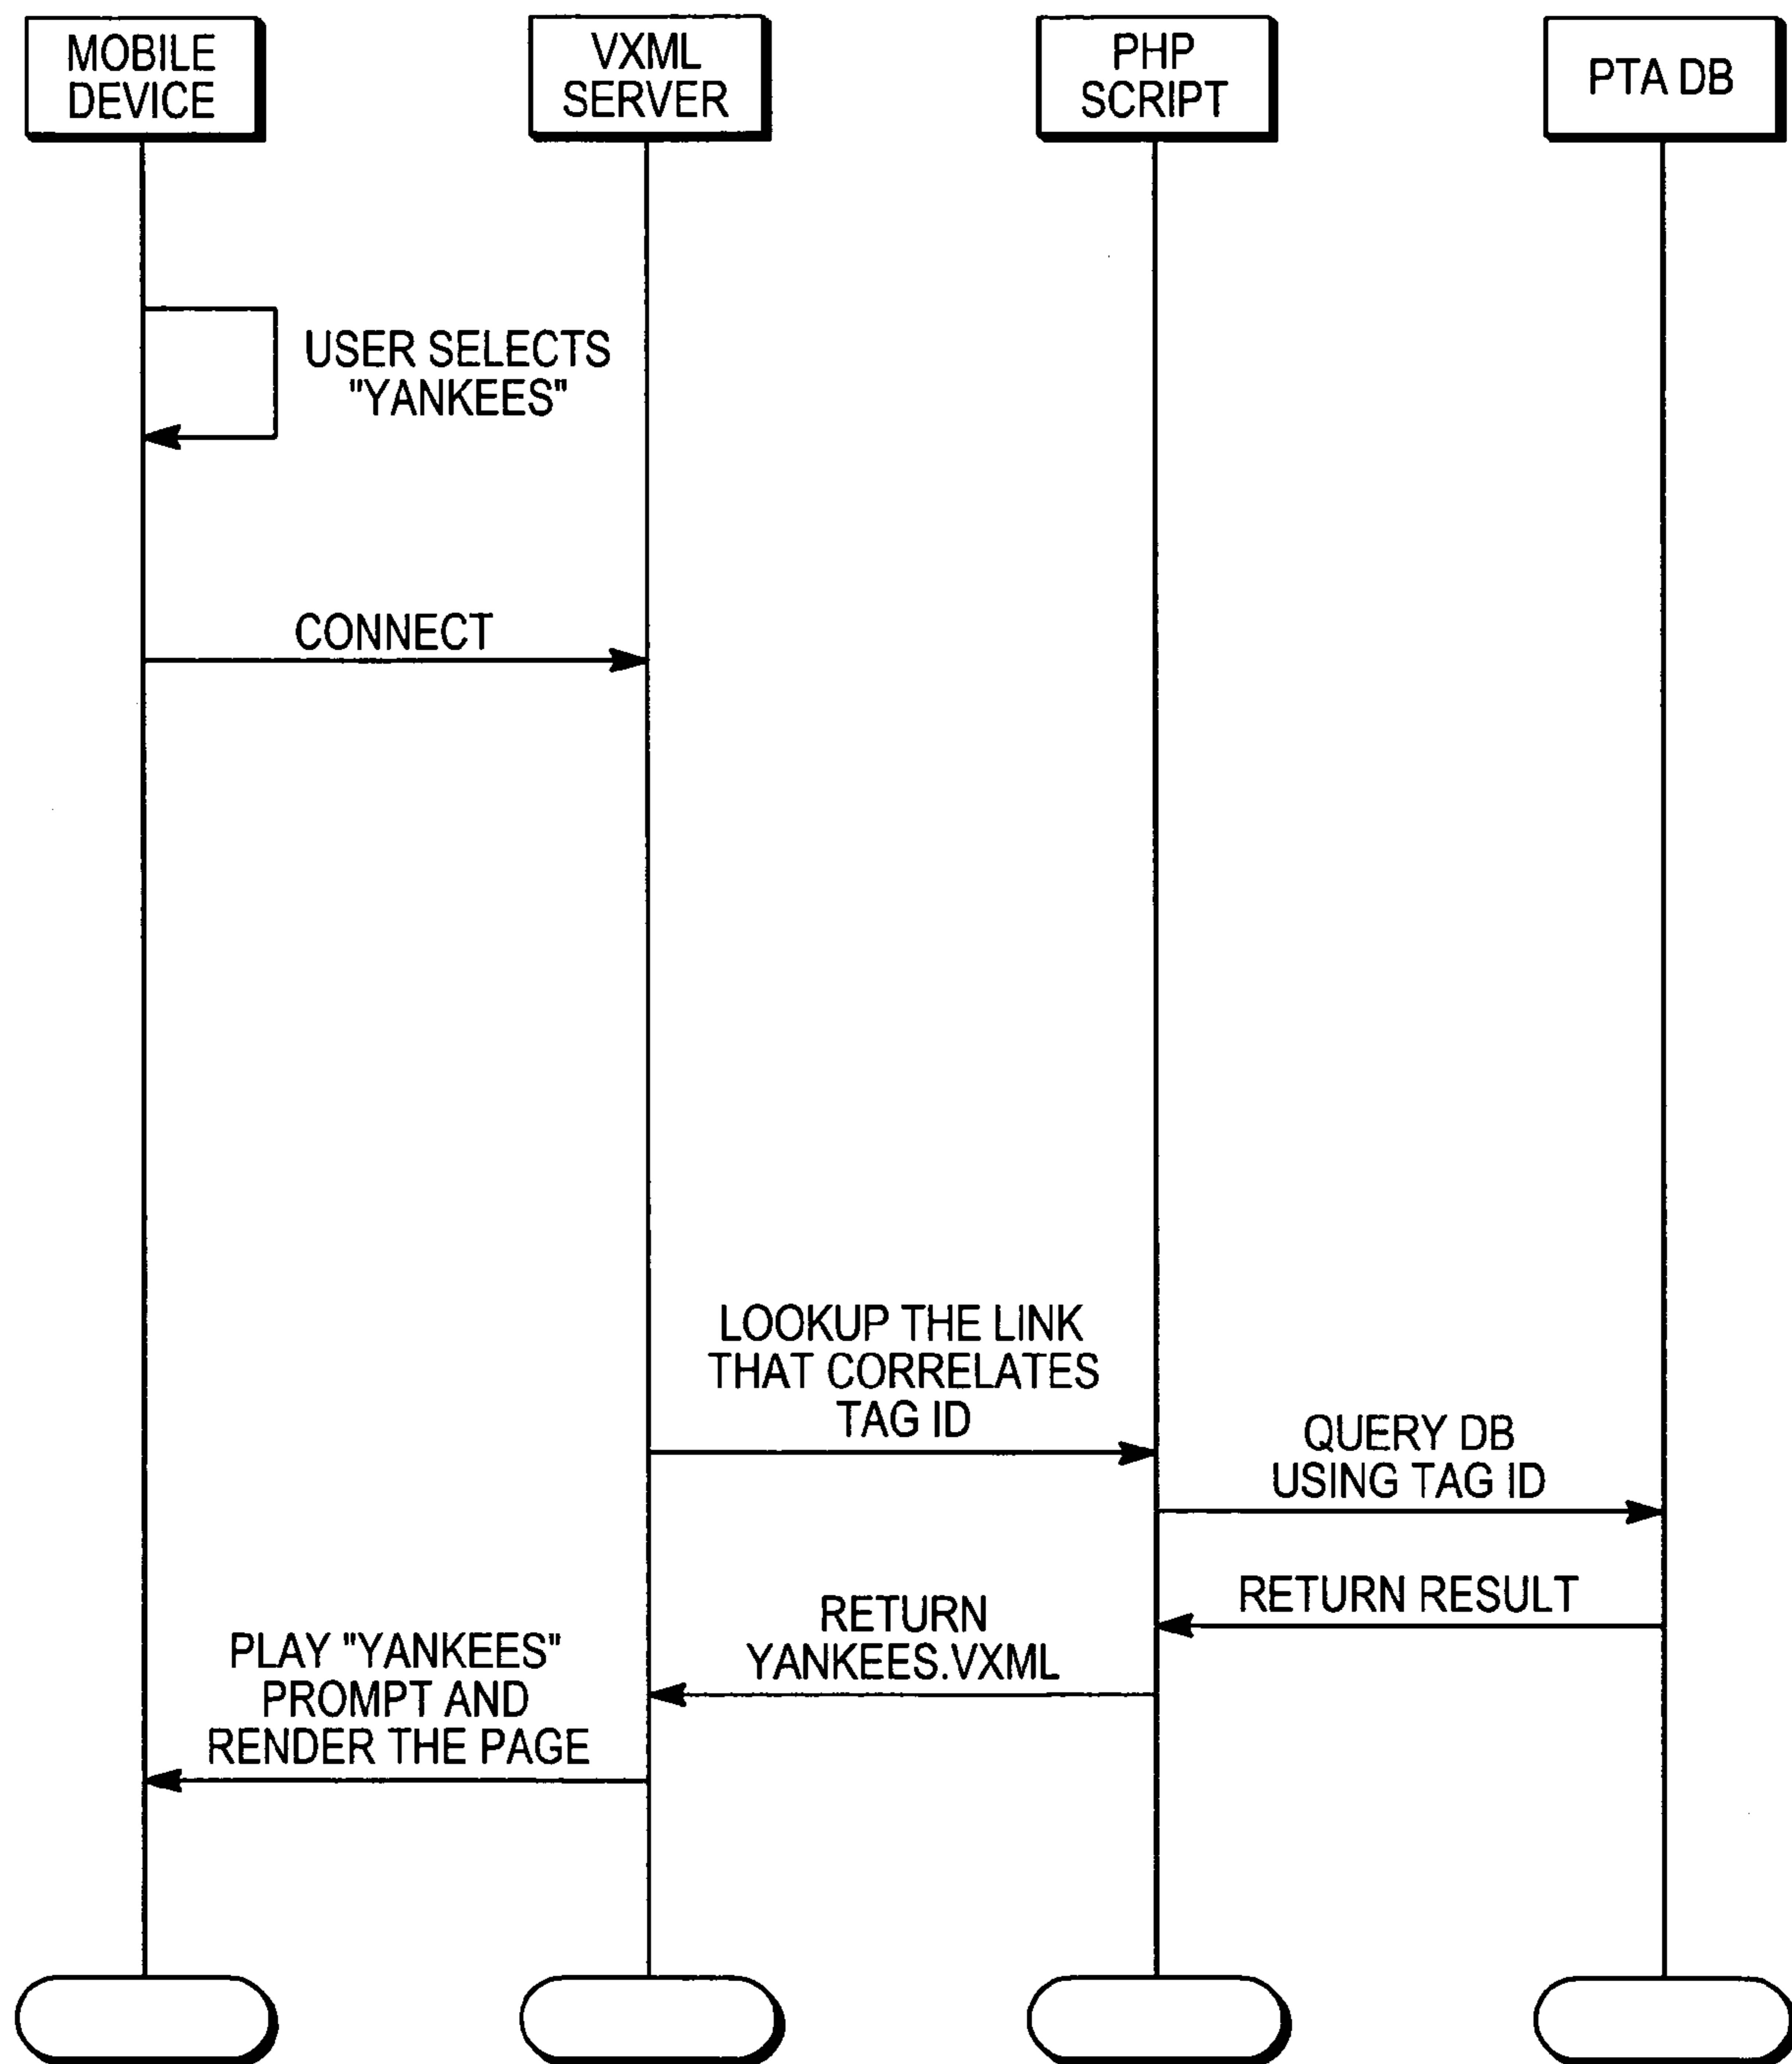 MOBILE
DEVICE
VXML
SERVER
PHP
SCRIPT
PTA DB
USER SELECTS
"YANKEES"
CONNECT
LOOKUP THE LINK
THAT CORRELATES
TAG ID
QUERY DB
USING TAG ID
RETURN RESULT
RETURN
YANKEES.VXML
PLAY "YANKEES"
PROMPT AND
RENDER THE PAGE